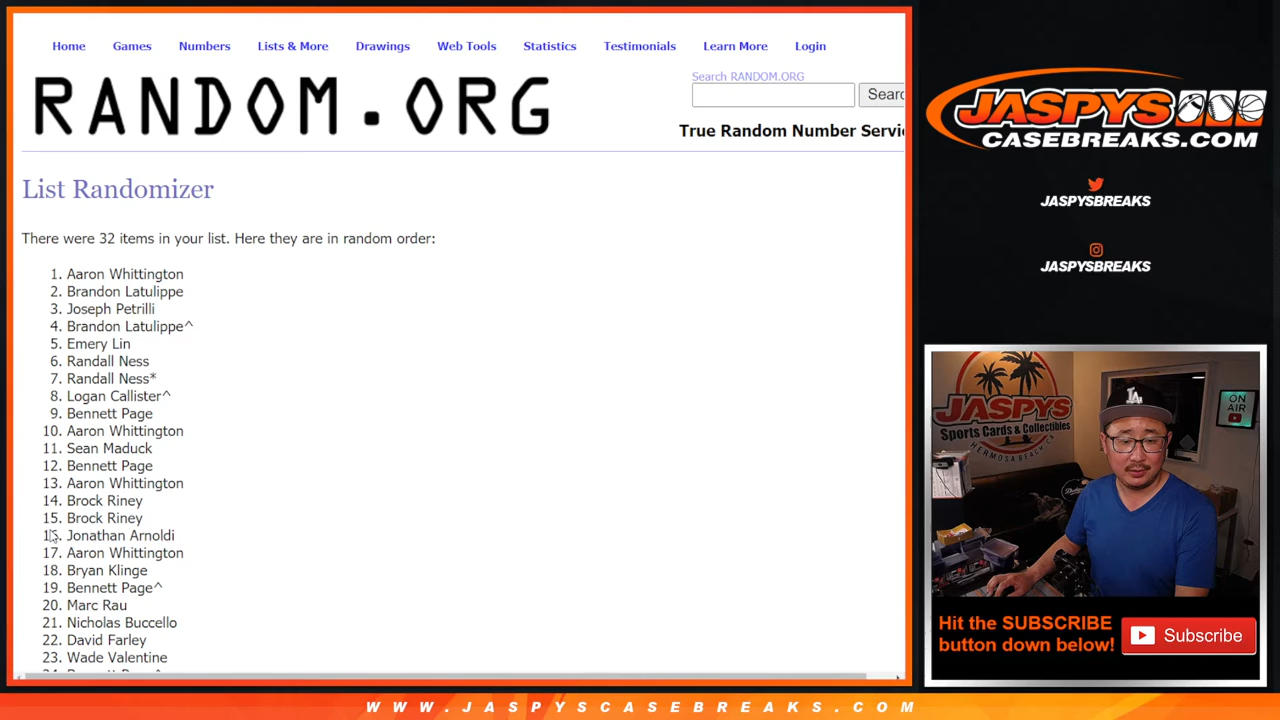 Home Games Numbers Lists & More Drawings Web Tools Statistics Testimonials Learn More Login
Search RANDOM.ORG
RANDOM.ORG
True Random Number
List Randomizer
There were 32 items in your list. Here they are in random order:
1. Aaron Whittington
2. Brandon Latulippe
3. Joseph Petrilli
4. Brandon Latulippe^
5. Emery Lin
6. Randall Ness
7. Randall Ness*
8. Logan Callister^
9. Bennett Page
10. Aaron Whittington
11. Sean Maduck
12. Bennett Page
13. Aaron Whittington
14. Brock Riney
15. Brock Riney
16. Jonathan Arnoldi
17. Aaron Whittington
18. Bryan Klinge
19. Bennett Page^
20. Marc Rau
21. Nicholas Buccello
22. David Farley
23. Wade Valentine
JASPYS
CASEBREAKS.COM
JASPYSBREAKS
JASPYSBREAKS
JASPYS
Sports Cards & Collectibles
HERMOSA BEACH, CA
ON AIR
LA
Dodgers
Hit the SUBSCRIBE
button down below!
Subscribe
WWW.JASPYSCASEBREAKS.COM